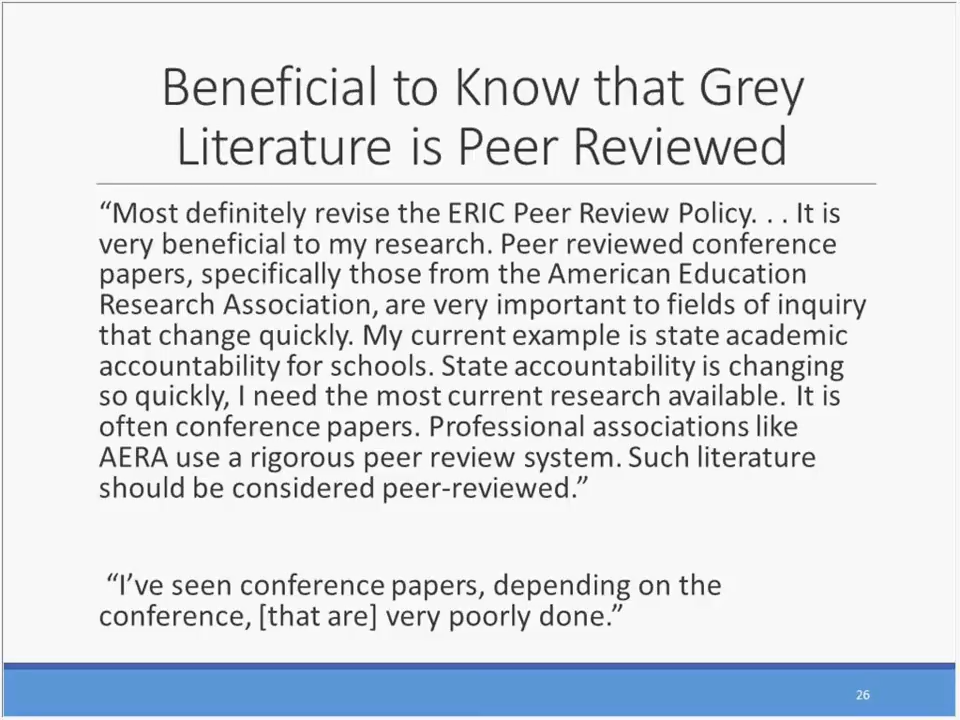 Beneficial to Know that Grey
Literature is Peer Reviewed
“Most definitely revise the ERIC Peer Review Policy. . . It is
very beneficial to my research. Peer reviewed conference
papers, specifically those from the American Education
Research Association, are very important to fields of inquiry
that change quickly. My current example is state academic
accountability for schools. State accountability is changing
so quickly, I need the most current research available. It is
often conference papers. Professional associations like
AERA use a rigorous peer review system. Such literature
should be considered peer-reviewed.”
“I’ve seen conference papers, depending on the
conference, [that are] very poorly done.”
26